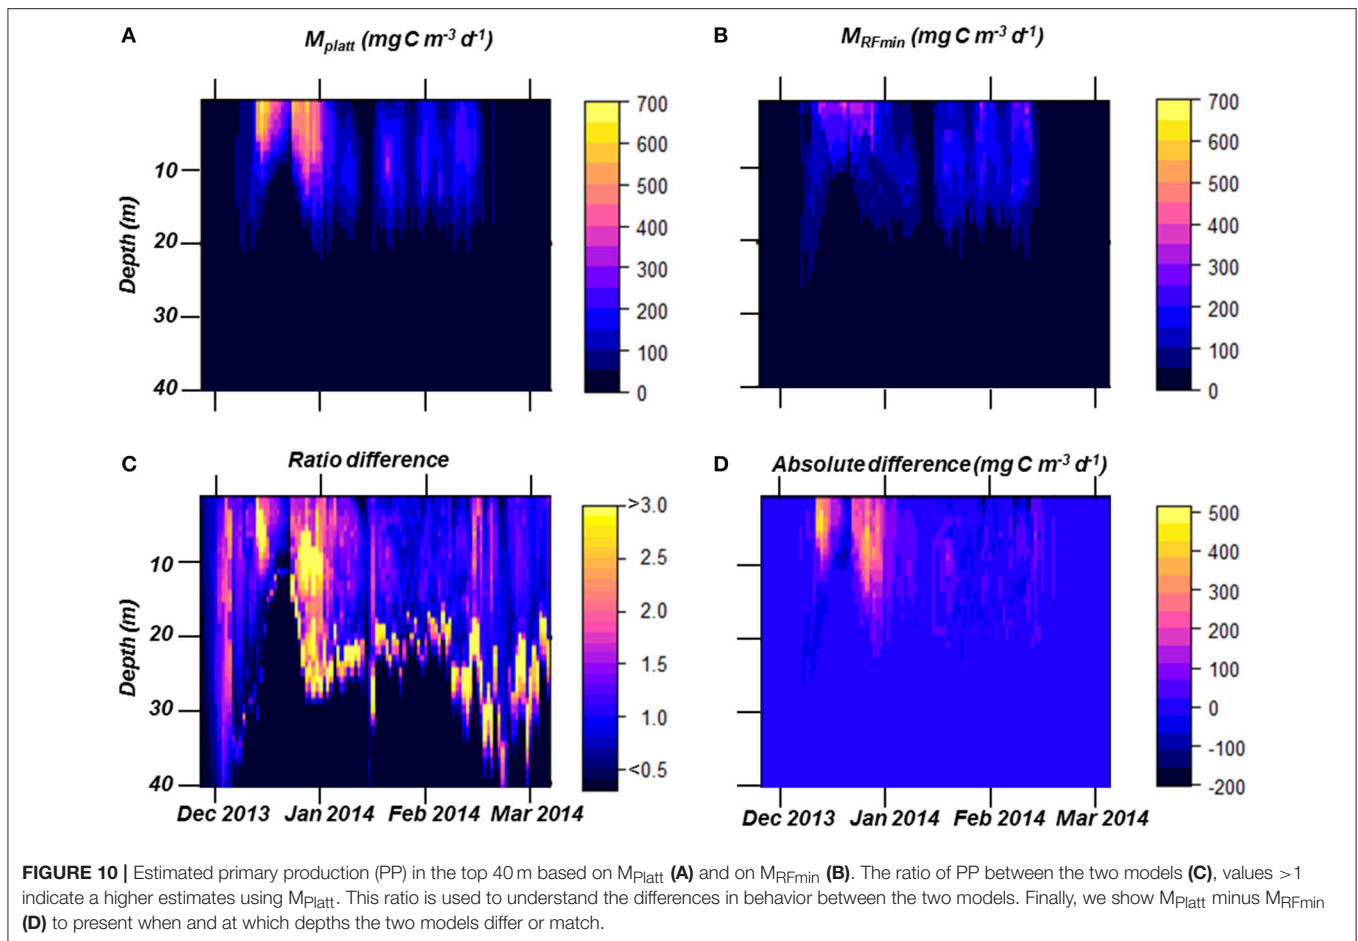 A
M_platt (mg C m⁻³ d⁻¹)
B
M_RFmin (mg C m⁻³ d⁻¹)
Depth (m)
10
20
30
40
700
600
500
400
300
200
100
0
700
600
500
400
300
200
100
0
C
Ratio difference
D
Absolute difference (mg C m⁻³ d⁻¹)
Depth (m)
10
20
30
40
>3.0
2.5
2.0
1.5
1.0
<0.5
500
400
300
200
100
0
-100
-200
Dec 2013 Jan 2014 Feb 2014 Mar 2014
Dec 2013 Jan 2014 Feb 2014 Mar 2014
FIGURE 10 | Estimated primary production (PP) in the top 40 m based on M_Platt (A) and on M_RFmin (B). The ratio of PP between the two models (C), values >1
indicate a higher estimates using M_Platt. This ratio is used to understand the differences in behavior between the two models. Finally, we show M_Platt minus M_RFmin
(D) to present when and at which depths the two models differ or match.